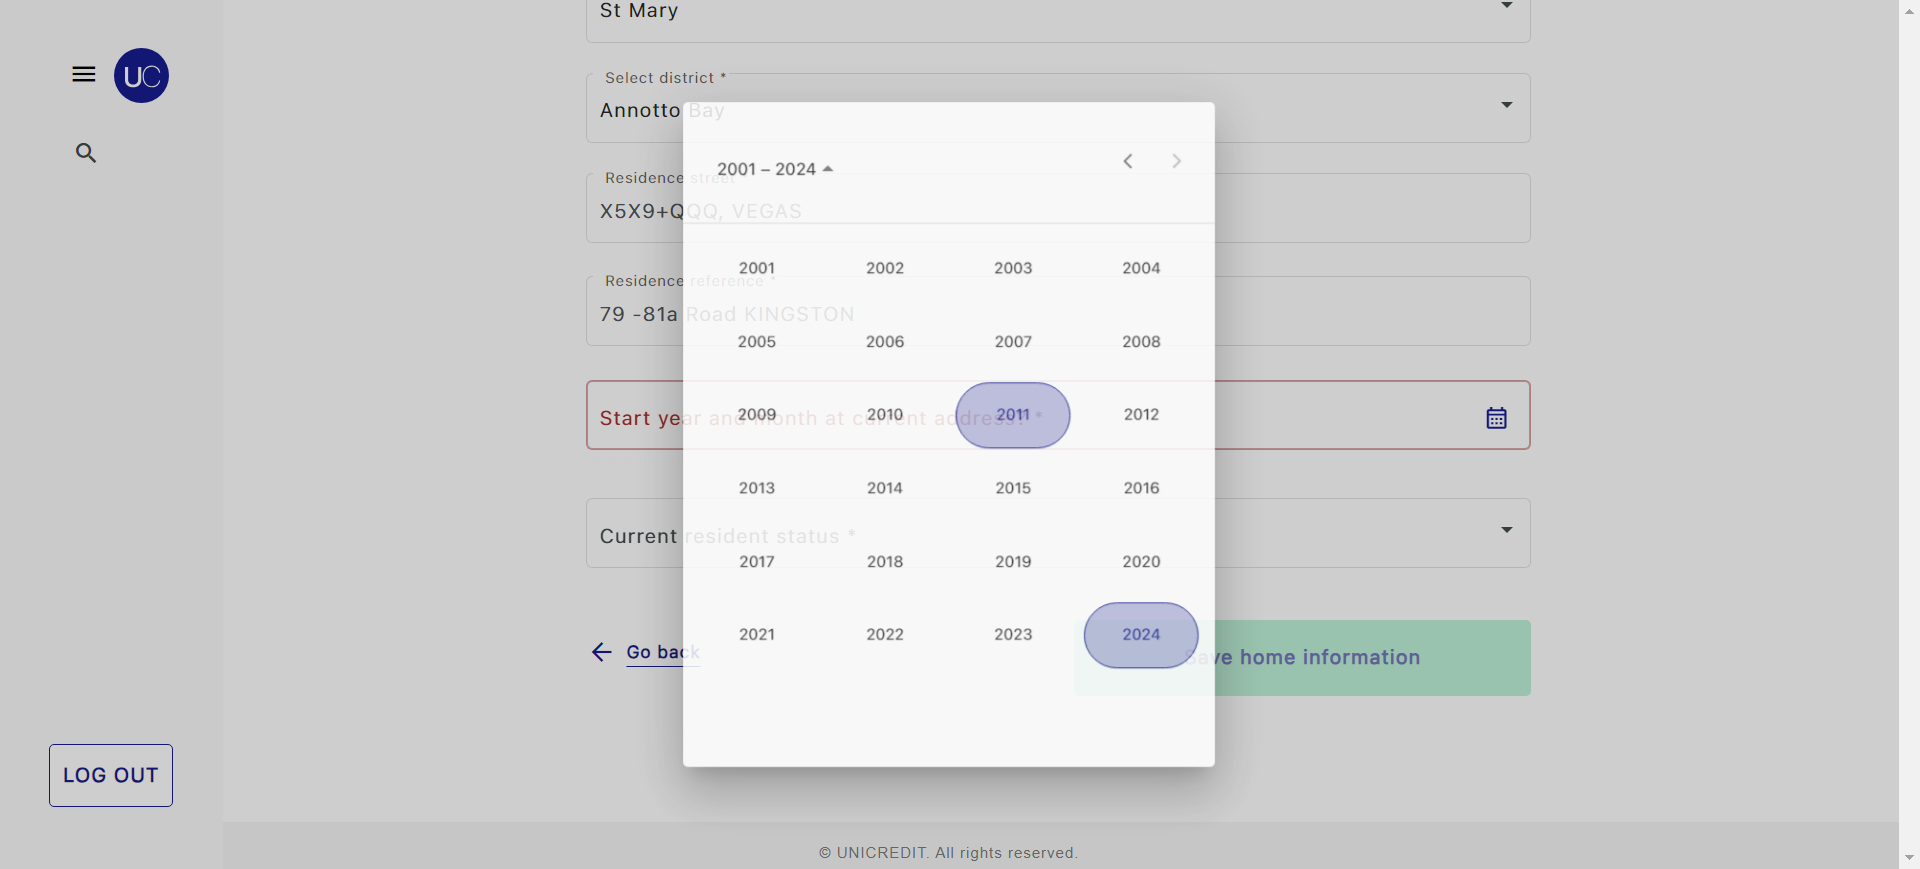 St Mary
UC
Select district *
Annotto Bay
2001 – 2024
Residence street *
X5X9+QQQ, VEGAS
2001 2002 2003 2004
Residence reference *
79 -81a Road KINGSTON
2005 2006 2007 2008
2009 2010 2011 2012
Start year and month at current address? *
2013 2014 2015 2016
Current resident status *
2017 2018 2019 2020
2021 2022 2023 2024
Go back
Save home information
LOG OUT
© UNICREDIT. All rights reserved.